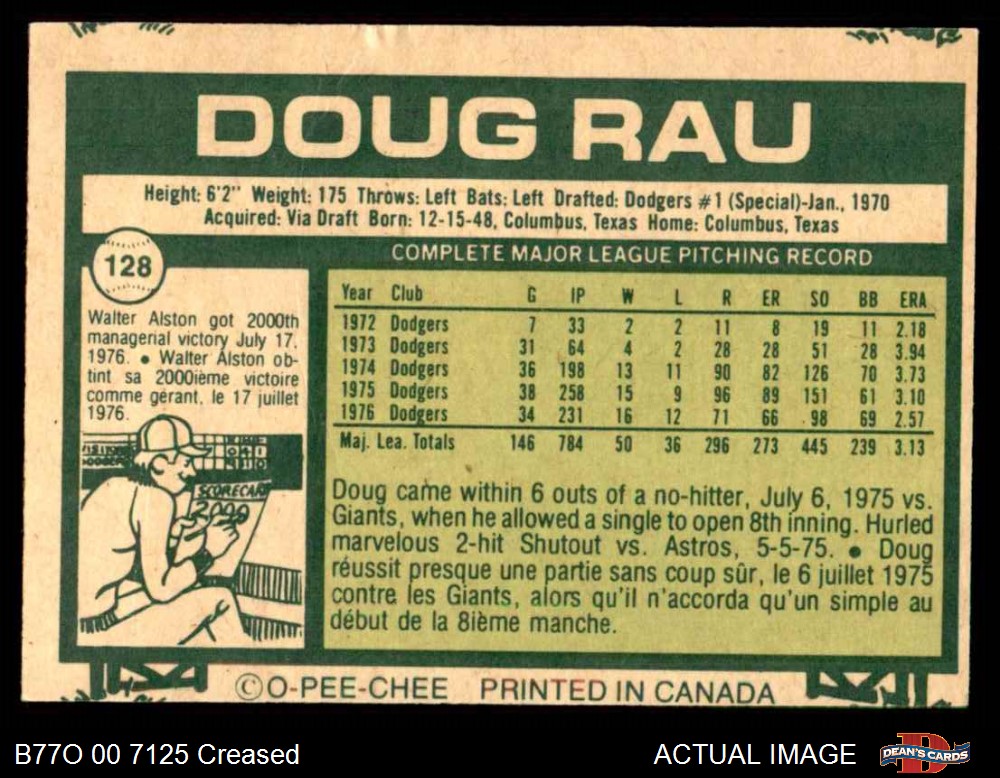 DOUG RAU
Height: 6'2" Weight: 175 Throws: Left Bats: Left Drafted: Dodgers #1 (Special)-Jan., 1970
Acquired: Via Draft Born: 12-15-48, Columbus, Texas Home: Columbus, Texas
128
COMPLETE MAJOR LEAGUE PITCHING RECORD
Year Club G IP W L R ER SO BB ERA
1972 Dodgers 7 33 2 2 11 8 19 11 2.18
1973 Dodgers 31 64 4 2 28 28 51 28 3.94
1974 Dodgers 36 198 13 11 90 82 126 70 3.73
1975 Dodgers 38 258 15 9 96 89 151 61 3.10
1976 Dodgers 34 231 16 12 71 66 98 69 2.57
Maj. Lea. Totals 146 784 50 36 296 273 445 239 3.13
Walter Alston got 2000th
managerial victory July 17,
1976. • Walter Alston ob-
tint sa 2000ième victoire
comme gérant, le 17 juillet
1976.
SCORECARD
2000
Doug came within 6 outs of a no-hitter, July 6, 1975 vs.
Giants, when he allowed a single to open 8th inning. Hurled
marvelous 2-hit Shutout vs. Astros, 5-5-75. • Doug
réussit presque une partie sans coup sûr, le 6 juillet 1975
contre les Giants, alors qu'il n'accorda qu'un simple au
début de la 8ième manche.
©O-PEE-CHEE PRINTED IN CANADA
B77O 00 7125 Creased
ACTUAL IMAGE
DEAN'S CARDS